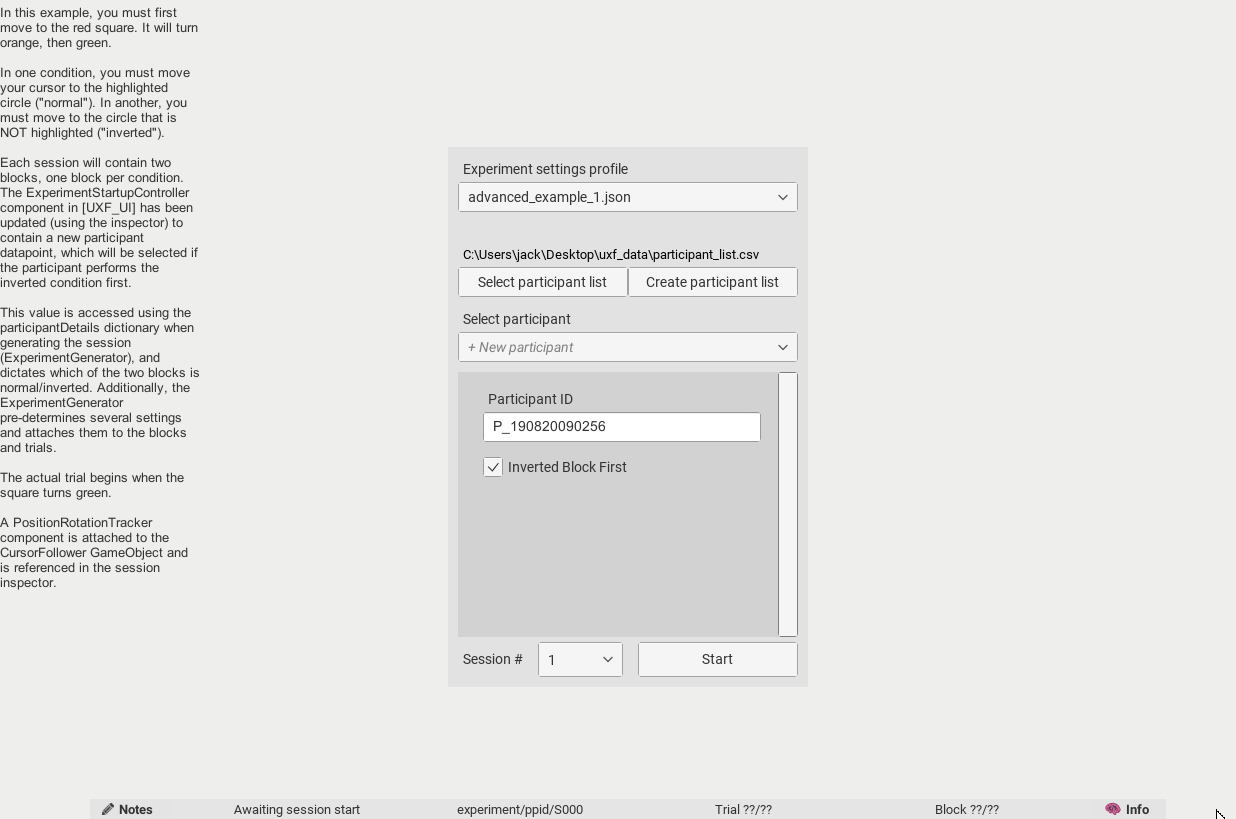 In this example, you must first
move to the red square. It will turn
orange, then green.
In one condition, you must move
your cursor to the highlighted
circle ("normal"). In another, you
must move to the circle that is
NOT highlighted ("inverted").
Each session will contain two
blocks, one block per condition.
The ExperimentStartupController
component in [UXF_UI] has been
updated (using the inspector) to
contain a new participant
datapoint, which will be selected if
the participant performs the
inverted condition first.
This value is accessed using the
participantDetails dictionary when
generating the session
(ExperimentGenerator), and
dictates which of the two blocks is
normal/inverted. Additionally, the
ExperimentGenerator
pre-determines several settings
and attaches them to the blocks
and trials.
The actual trial begins when the
square turns green.
A PositionRotationTracker
component is attached to the
CursorFollower GameObject and
is referenced in the session
inspector.
Experiment settings profile
advanced_example_1.json
C:\Users\jack\Desktop\uxf_data\participant_list.csv
Select participant list
Create participant list
Select participant
+ New participant
Participant ID
P_190820090256
Inverted Block First
Session #
1
Start
Notes
Awaiting session start
experiment/ppid/S000
Trial ??/??
Block ??/??
Info